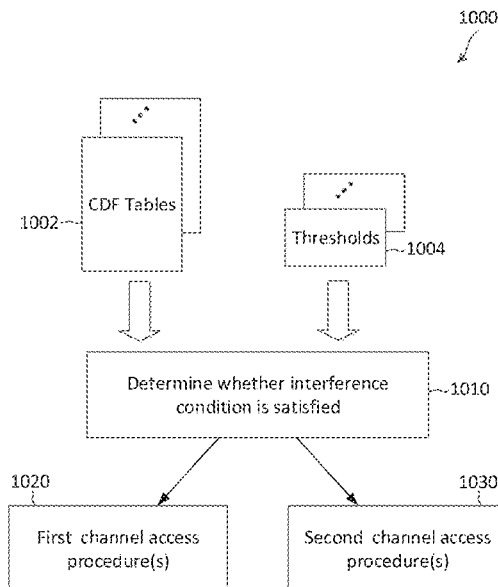 1000
CDF Tables
1002
Thresholds
1004
Determine whether interference
condition is satisfied
1010
1020
First channel access
procedure(s)
1030
Second channel access
procedure(s)